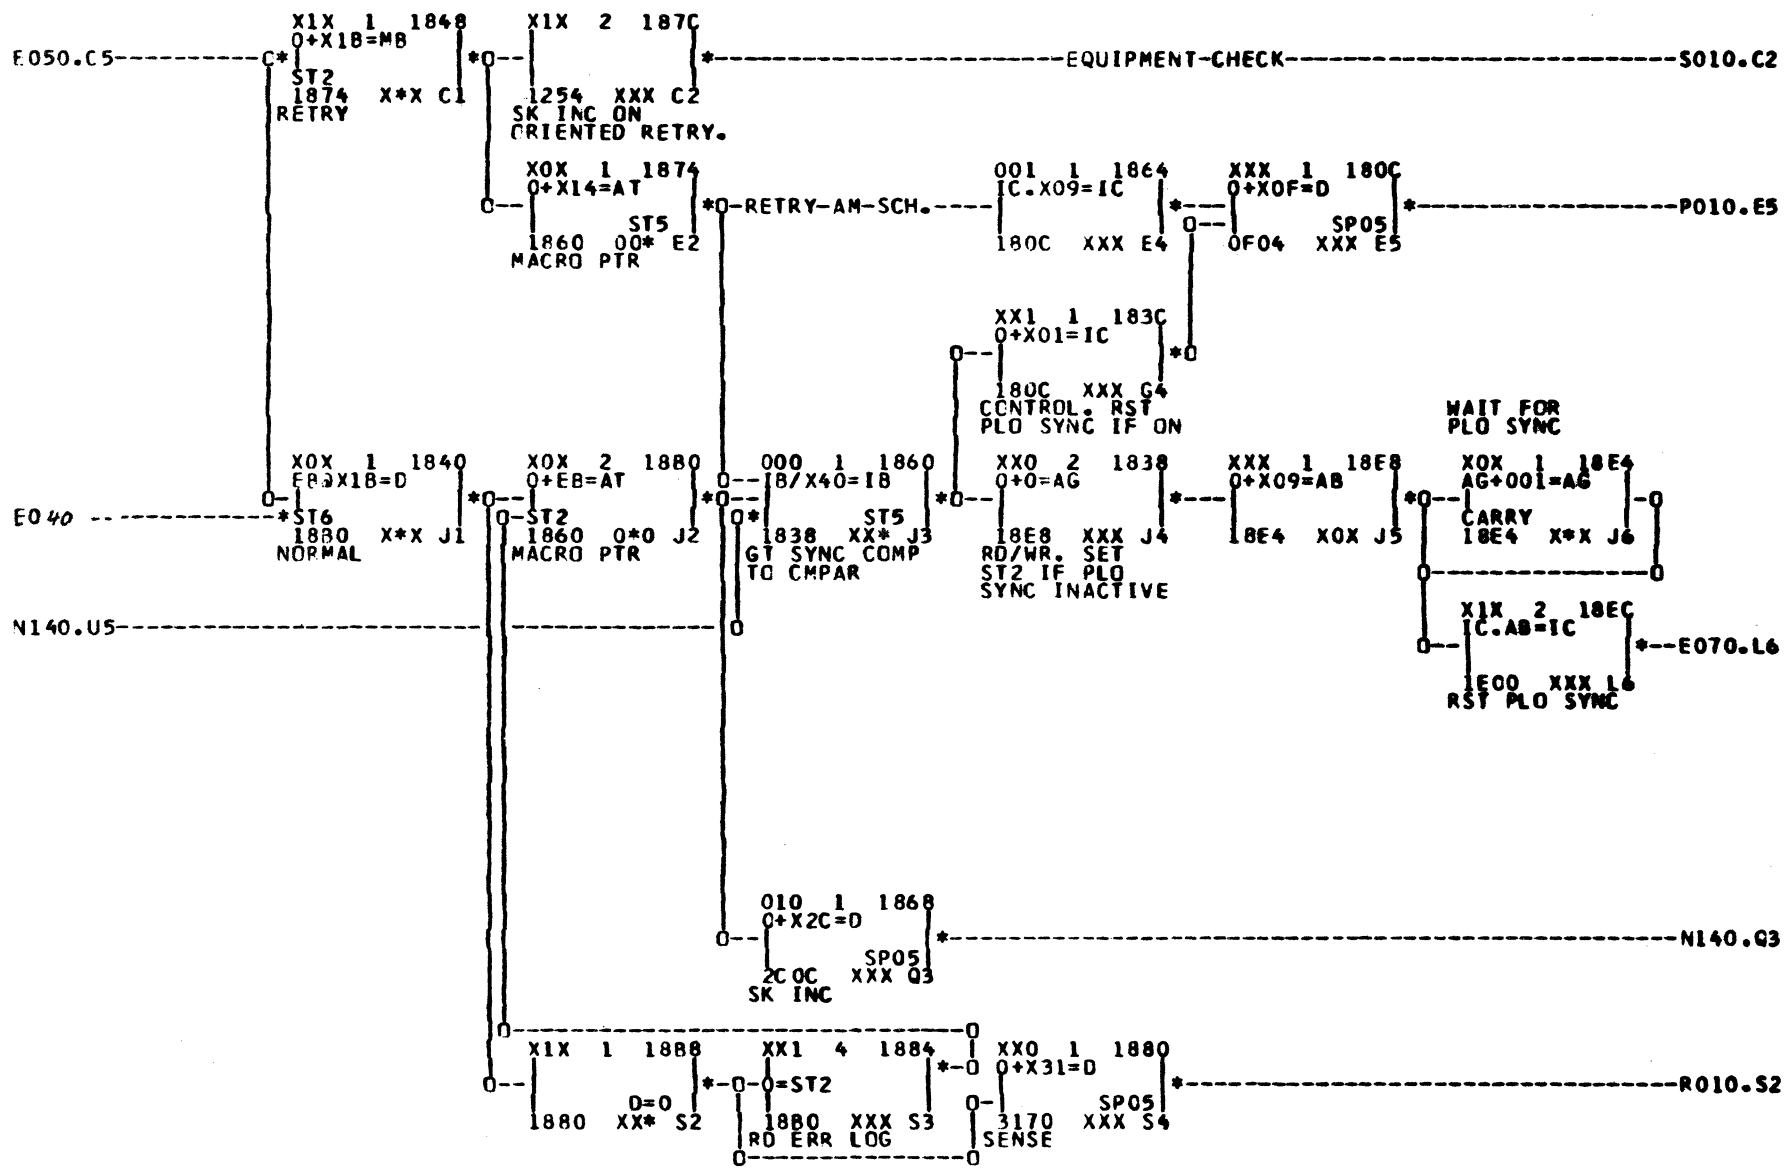 X1X 1 1848
0+X1B=MB
E050.C5
ST2
1874 X*X C1
RETRY
X1X 2 187C
1254 XXX C2
SK INC ON
ORIENTED RETRY.
EQUIPMENT-CHECK
S010.C2
X0X 1 1874
0+X14=AT
ST5
1860 00* E2
MACRO PTR
RETRY-AM-SCH.
001 1 1864
IC.X09=IC
180C XXX E4
XXX 1 180C
0+X0F=D
SP05
0F04 XXX E5
P010.E5
XX1 1 183C
0+X01=IC
180C XXX G4
CONTROL. RST
PLO SYNC IF ON
X0X 1 1840
E040
ST6
1880 X*X J1
NORMAL
X0X 2 1880
0+EB=AT
ST2
1860 0*0 J2
MACRO PTR
000 1 1860
IB/X40=IB
ST5
1838 XX* J3
GT SYNC COMP
TO CMPAR
XX0 2 1838
0+0=AG
18E8 XXX J4
RD/WR. SET
ST2 IF PLO
SYNC INACTIVE
XXX 1 18E8
0+X09=AB
18E4 X0X J5
WAIT FOR
PLO SYNC
X0X 1 18E4
AG+001=AG
CARRY
18E4 X*X J6
N140.U5
X1X 2 18EC
IC.AB=IC
E070.L6
1E00 XXX L6
RST PLO SYNC
010 1 1868
0+X2C=D
SP05
2C0C XXX Q3
SK INC
N140.Q3
X1X 1 1888
D=0
1880 XX* S2
XX1 4 1884
0=ST2
1880 XXX S3
RD ERR LOG
XX0 1 1880
0+X31=D
SP05
3170 XXX S4
SENSE
R010.S2